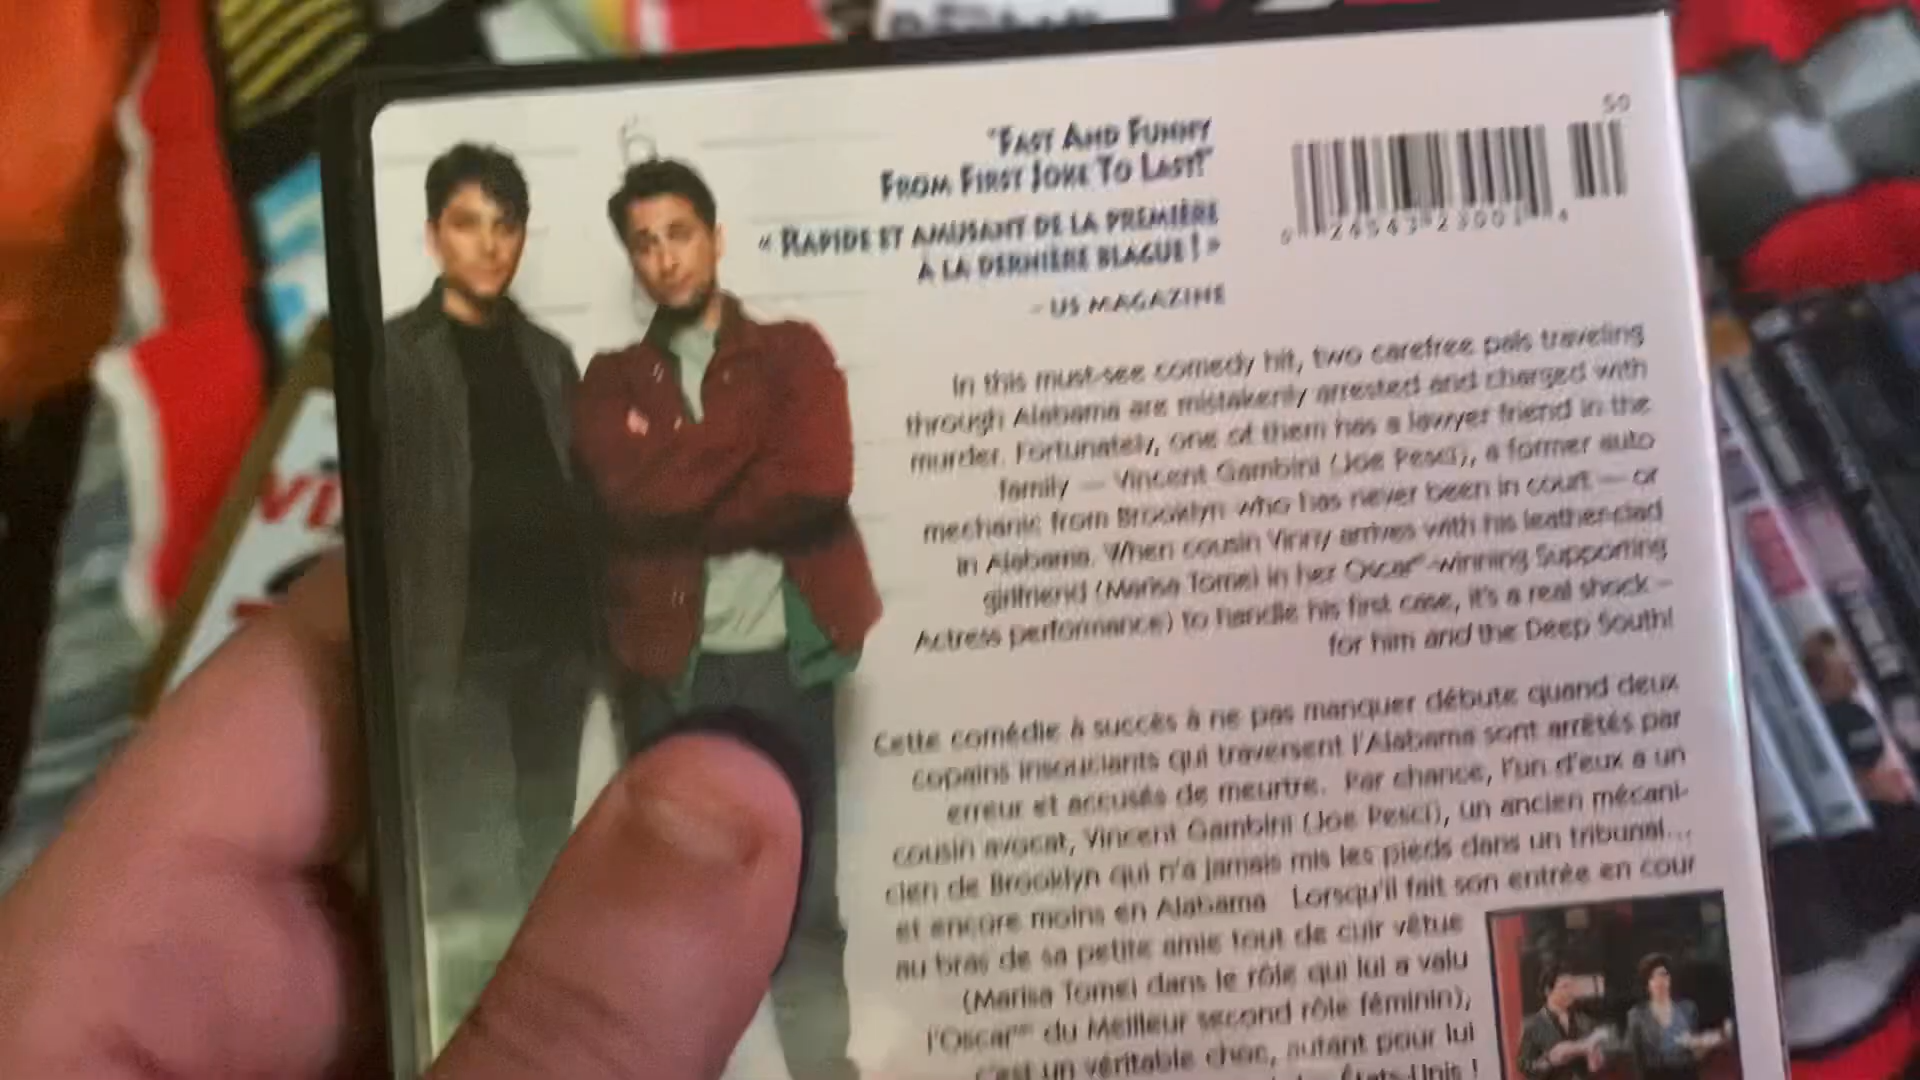 "FAST AND FUNNY
FROM FIRST JOKE TO LAST!"
« RAPIDE ET AMUSANT DE LA PREMIÈRE
À LA DERNIÈRE BLAGUE ! »
- US MAGAZINE
50
In this must-see comedy hit, two carefree pals traveling
through Alabama are mistakenly arrested and charged with
murder. Fortunately, one of them has a lawyer friend in the
family — Vincent Gambini (Joe Pesci), a former auto
mechanic from Brooklyn who has never been in court — or
in Alabama. When cousin Vinny arrives with his leather-clad
girlfriend (Marisa Tomei in her Oscar®-winning Supporting
Actress performance) to handle his first case, it's a real shock –
for him and the Deep South!
Cette comédie à succès à ne pas manquer débute quand deux
copains insouciants qui traversent l'Alabama sont arrêtés par
erreur et accusés de meurtre. Par chance, l'un d'eux a un
cousin avocat, Vincent Gambini (Joe Pesci), un ancien mécani-
cien de Brooklyn qui n'a jamais mis les pieds dans un tribunal...
et encore moins en Alabama. Lorsqu'il fait son entrée en cour
au bras de sa petite amie tout de cuir vêtue
(Marisa Tomei dans le rôle qui lui a valu
l'Oscar du Meilleur second rôle féminin),
c'est un véritable choc, autant pour lui
États-Unis !